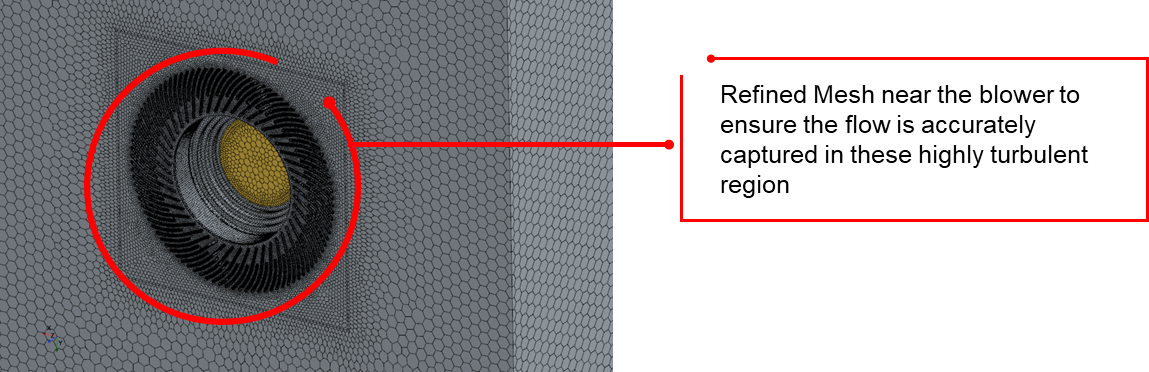 Refined Mesh near the blower to
ensure the flow is accurately
captured in these highly turbulent
region